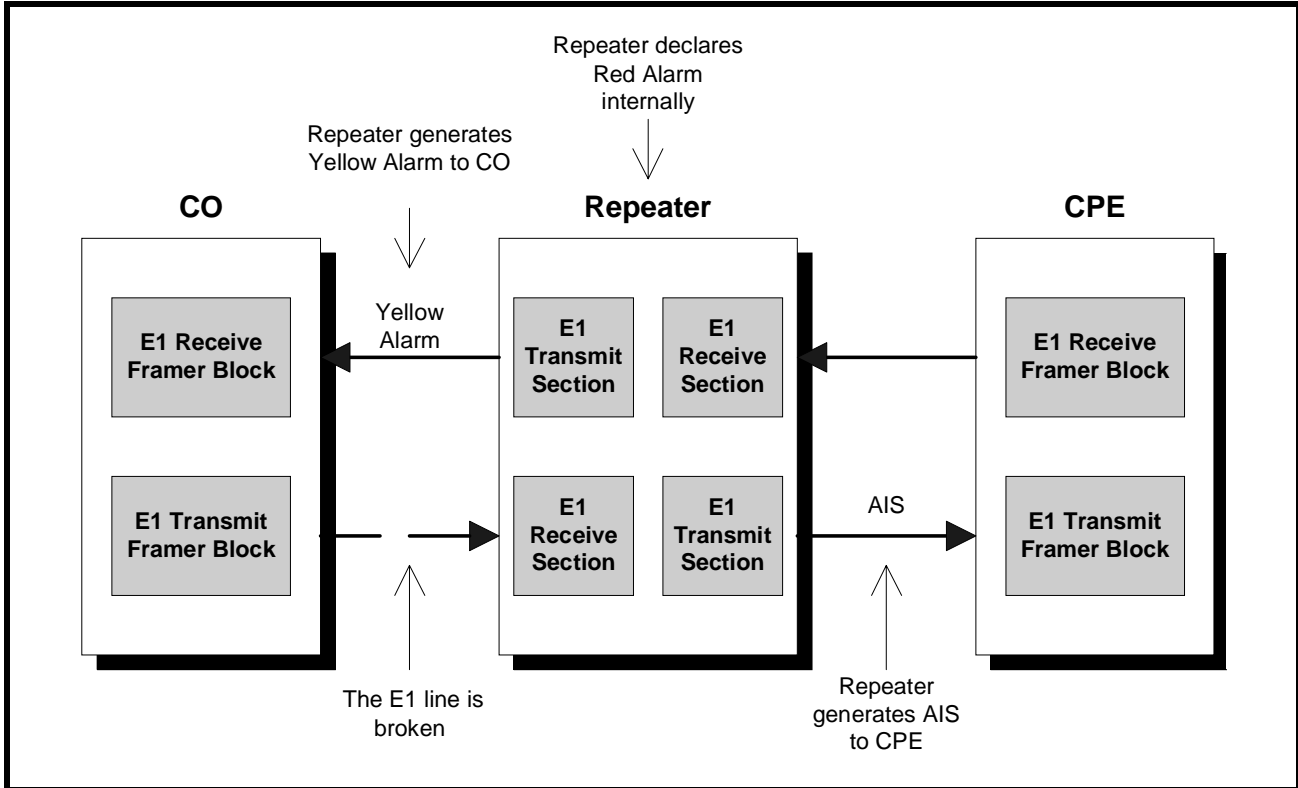 Repeater declares
Red Alarm
internally
Repeater generates
Yellow Alarm to CO
CO
Repeater
CPE
E1 Receive
Framer Block
Yellow
Alarm
E1
Transmit
Section
E1
Receive
Section
E1 Receive
Framer Block
E1 Transmit
Framer Block
E1
Receive
Section
E1
Transmit
Section
AIS
E1 Transmit
Framer Block
The E1 line is
broken
Repeater
generates AIS
to CPE